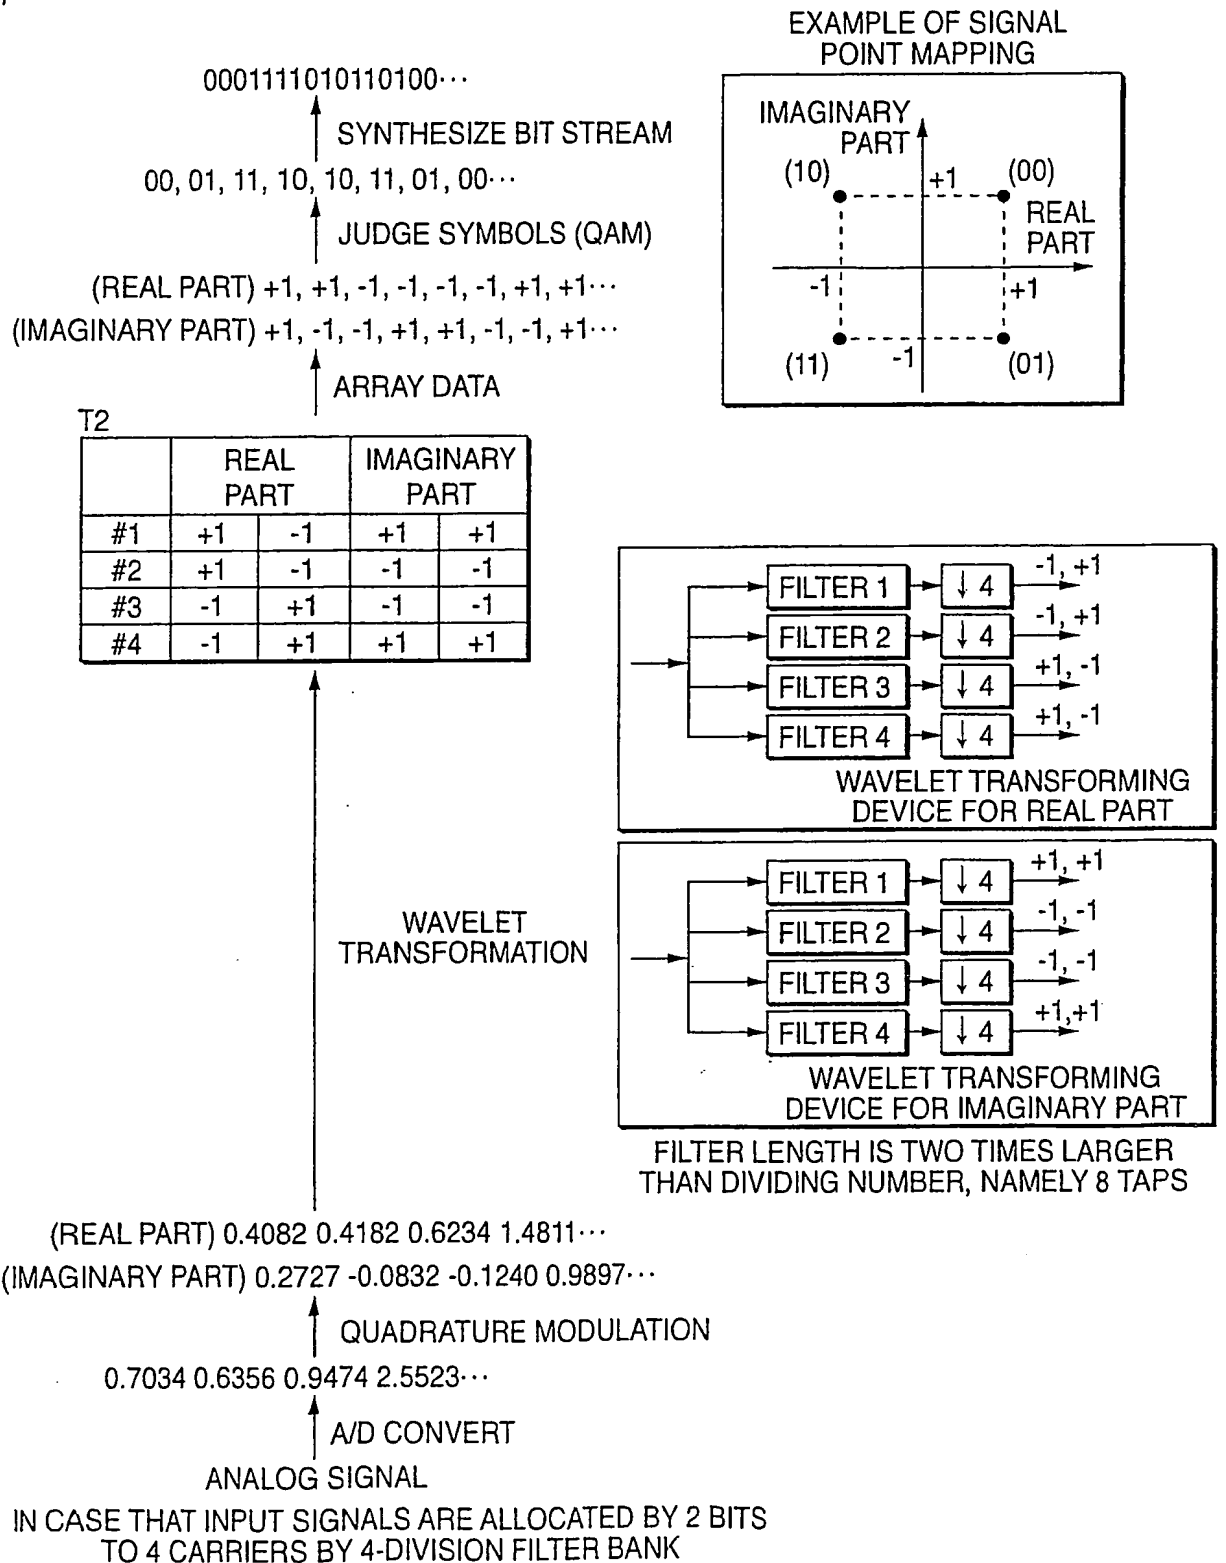 EXAMPLE OF SIGNAL
POINT MAPPING
IMAGINARY
PART
(10)
+1
(00)
REAL
PART
-1
+1
(11)
-1
(01)
0001111010110100···
SYNTHESIZE BIT STREAM
00, 01, 11, 10, 10, 11, 01, 00···
JUDGE SYMBOLS (QAM)
(REAL PART) +1, +1, -1, -1, -1, -1, +1, +1···
(IMAGINARY PART) +1, -1, -1, +1, +1, -1, -1, +1···
ARRAY DATA
T2
REAL PART IMAGINARY PART
#1 +1 -1 +1 +1
#2 +1 -1 -1 -1
#3 -1 +1 -1 -1
#4 -1 +1 +1 +1
FILTER 1 ↓ 4 -1, +1
FILTER 2 ↓ 4 -1, +1
FILTER 3 ↓ 4 +1, -1
FILTER 4 ↓ 4 +1, -1
WAVELET TRANSFORMING
DEVICE FOR REAL PART
FILTER 1 ↓ 4 +1, +1
FILTER 2 ↓ 4 -1, -1
FILTER 3 ↓ 4 -1, -1
FILTER 4 ↓ 4 +1,+1
WAVELET TRANSFORMING
DEVICE FOR IMAGINARY PART
FILTER LENGTH IS TWO TIMES LARGER
THAN DIVIDING NUMBER, NAMELY 8 TAPS
WAVELET
TRANSFORMATION
(REAL PART) 0.4082 0.4182 0.6234 1.4811···
(IMAGINARY PART) 0.2727 -0.0832 -0.1240 0.9897···
QUADRATURE MODULATION
0.7034 0.6356 0.9474 2.5523···
A/D CONVERT
ANALOG SIGNAL
IN CASE THAT INPUT SIGNALS ARE ALLOCATED BY 2 BITS
TO 4 CARRIERS BY 4-DIVISION FILTER BANK